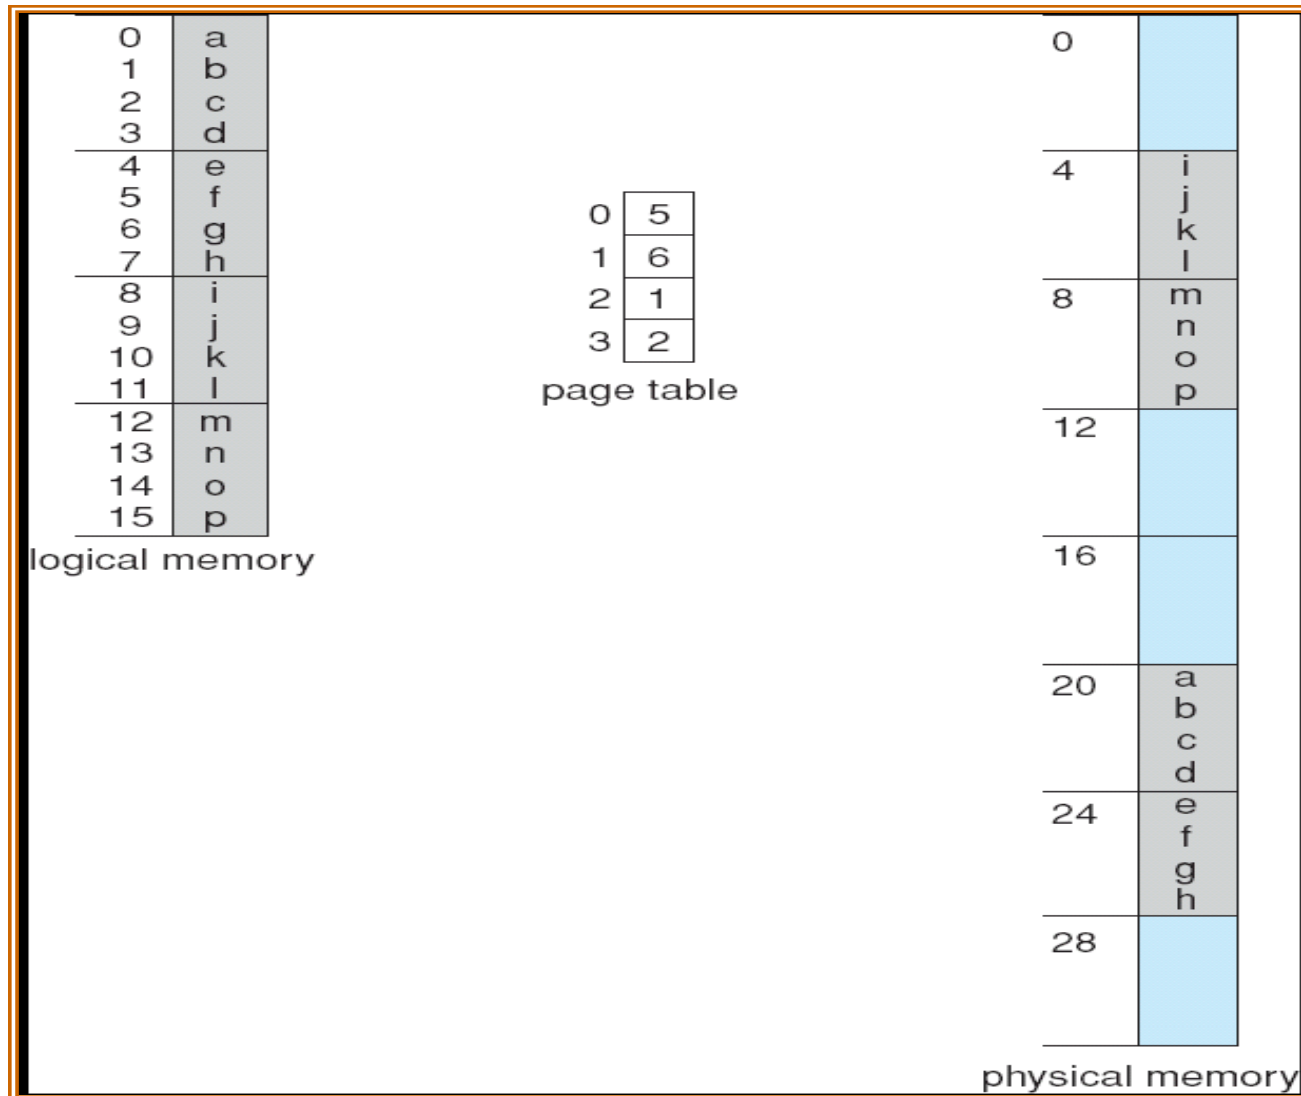 0 a
1 b
2 c
3 d
4 e
5 f
6 g
7 h
8 i
9 j
10 k
11 l
12 m
13 n
14 o
15 p
logical memory
0 5
1 6
2 1
3 2
page table
0
4 i
j
k
l
8 m
n
o
p
12
16
20 a
b
c
d
24 e
f
g
h
28
physical memory